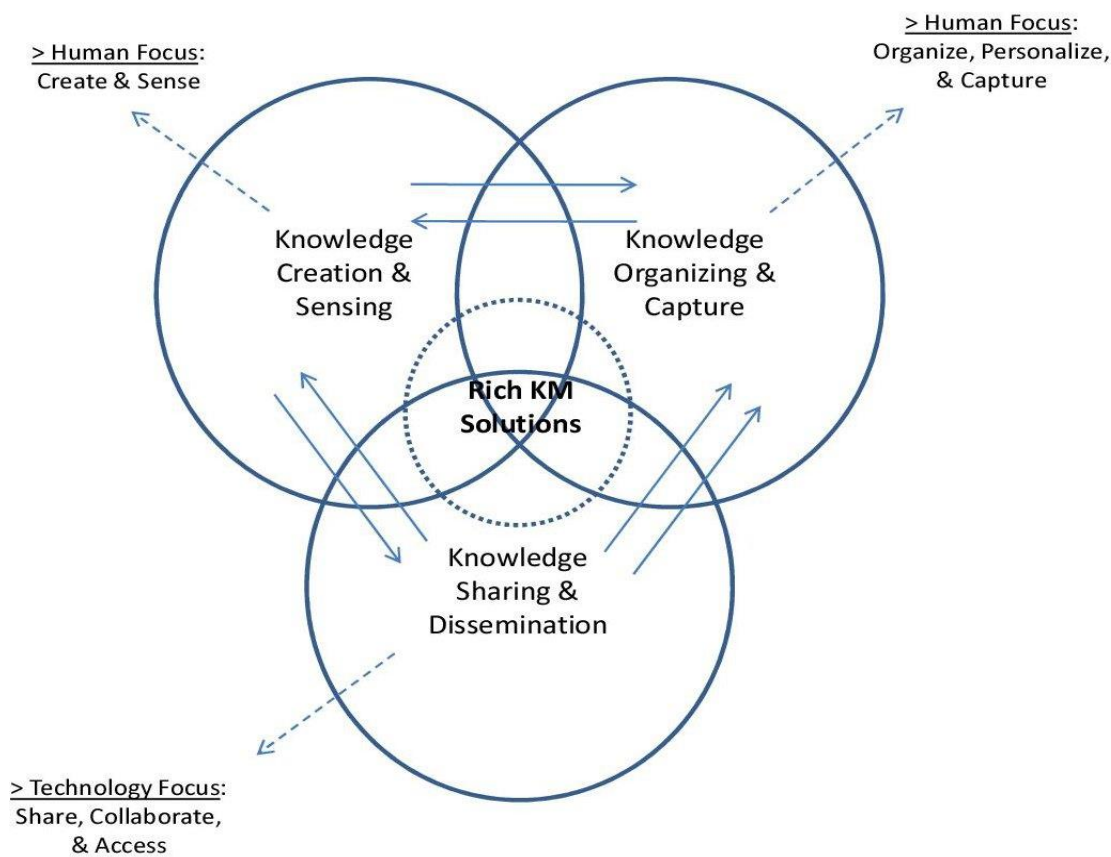 > Human Focus:
Create & Sense
> Human Focus:
Organize, Personalize,
& Capture
Knowledge
Creation &
Sensing
Knowledge
Organizing &
Capture
Rich KM
Solutions
Knowledge
Sharing &
Dissemination
> Technology Focus:
Share, Collaborate,
& Access